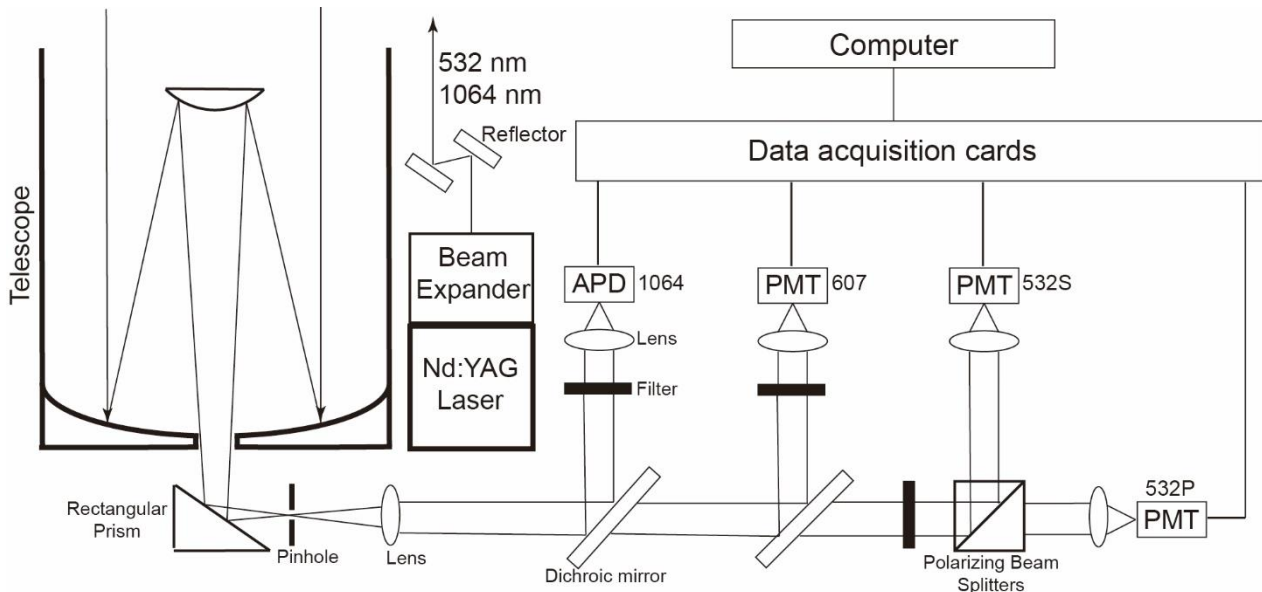 Telescope
532 nm
1064 nm
Reflector
Beam
Expander
Nd:YAG
Laser
Computer
Data acquisition cards
APD
1064
PMT
607
PMT
532S
Lens
Filter
Rectangular
Prism
Pinhole
Lens
Dichroic mirror
Polarizing Beam
Splitters
532P
PMT